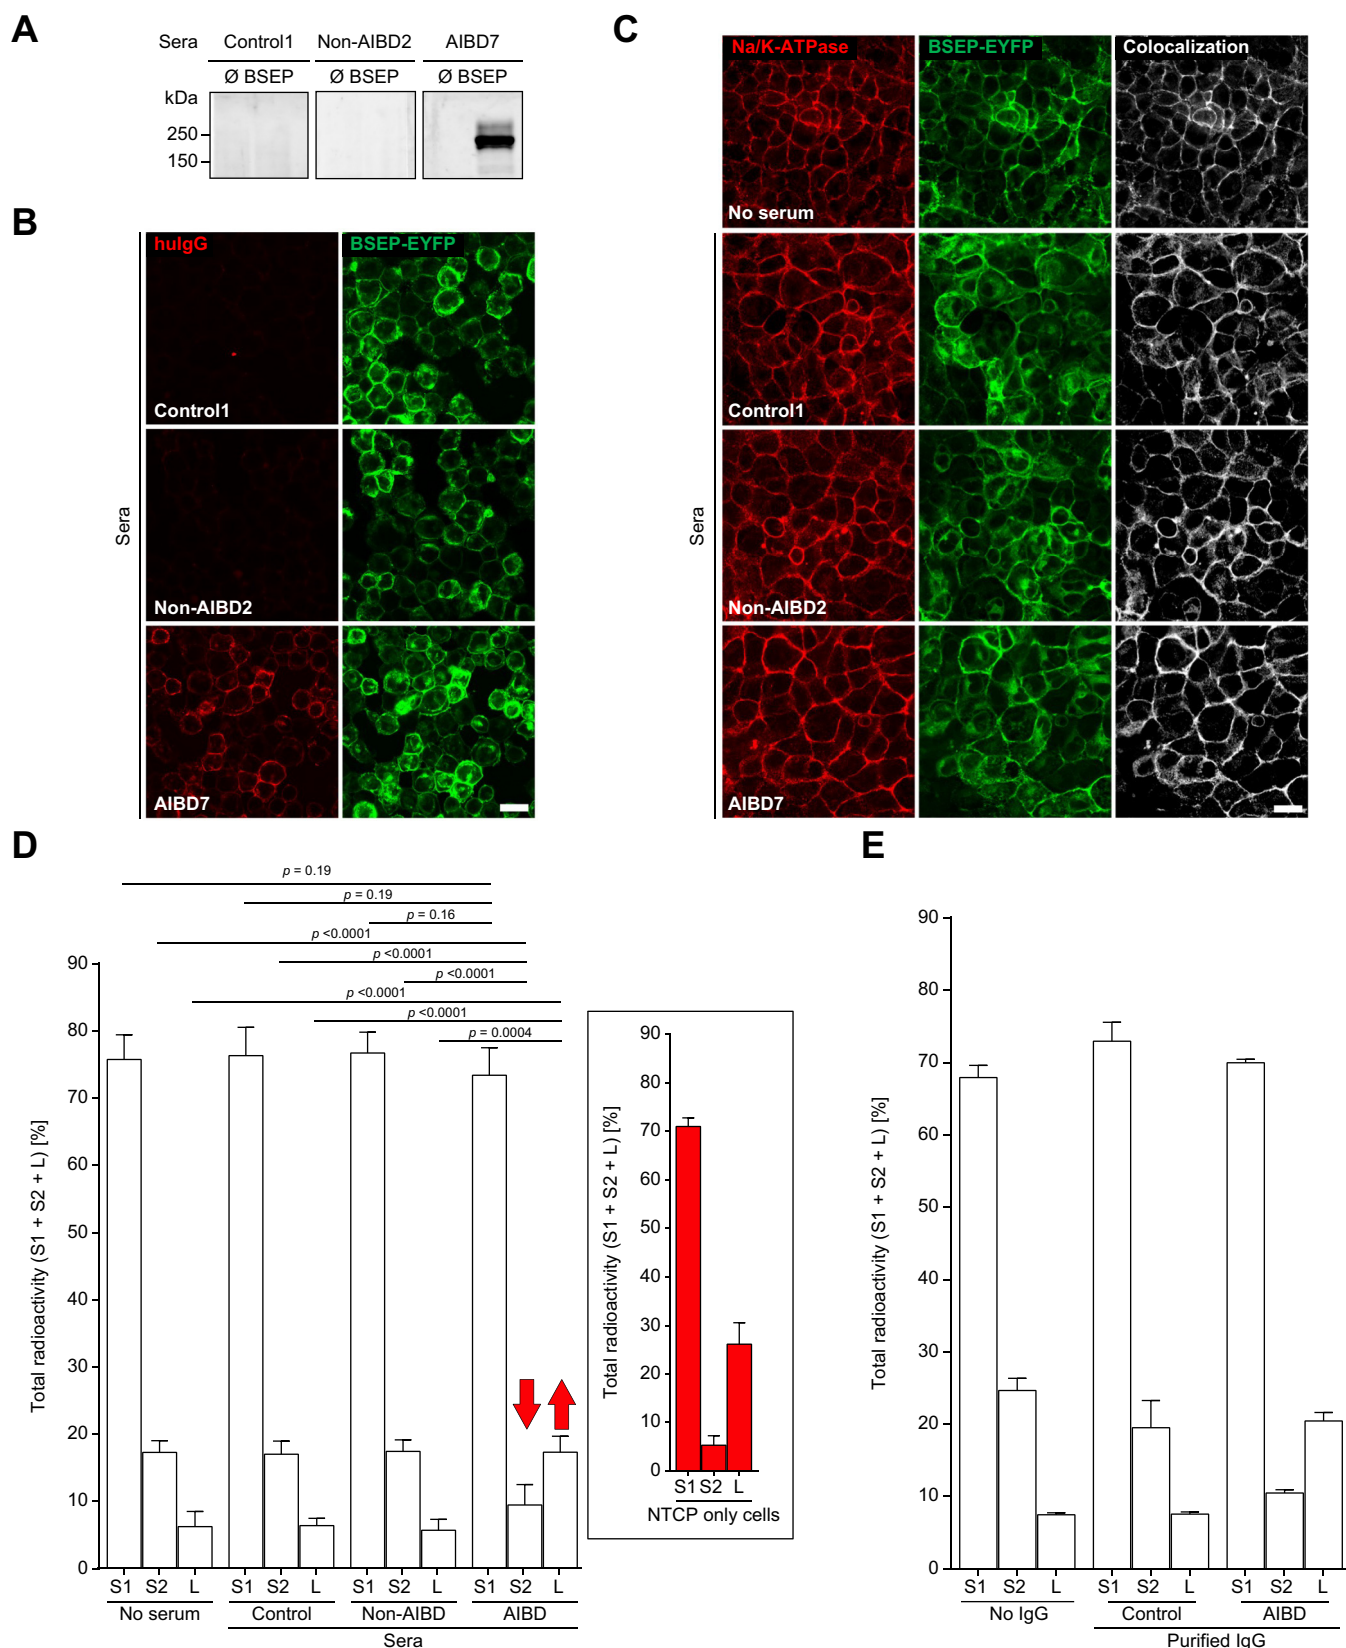 A
Sera Control1 Non-AIBD2 AIBD7
Ø BSEP Ø BSEP Ø BSEP
kDa
250
150
B
huIgG BSEP-EYFP
Control1
Non-AIBD2
AIBD7
Sera
C
Na/K-ATPase BSEP-EYFP Colocalization
No serum
Control1
Non-AIBD2
AIBD7
Sera
D
p = 0.19
p = 0.19
p = 0.16
p <0.0001
p <0.0001
p <0.0001
p <0.0001
p <0.0001
p = 0.0004
Total radioactivity (S1 + S2 + L) [%]
90
80
70
60
50
40
30
20
10
0
S1 S2 L S1 S2 L S1 S2 L S1 S2 L
No serum Control Non-AIBD AIBD
Sera
Total radioactivity (S1 + S2 + L) [%]
90
80
70
60
50
40
30
20
10
0
S1 S2 L
NTCP only cells
E
Total radioactivity (S1 + S2 + L) [%]
90
80
70
60
50
40
30
20
10
0
S1 S2 L S1 S2 L S1 S2 L
No IgG Control AIBD
Purified IgG